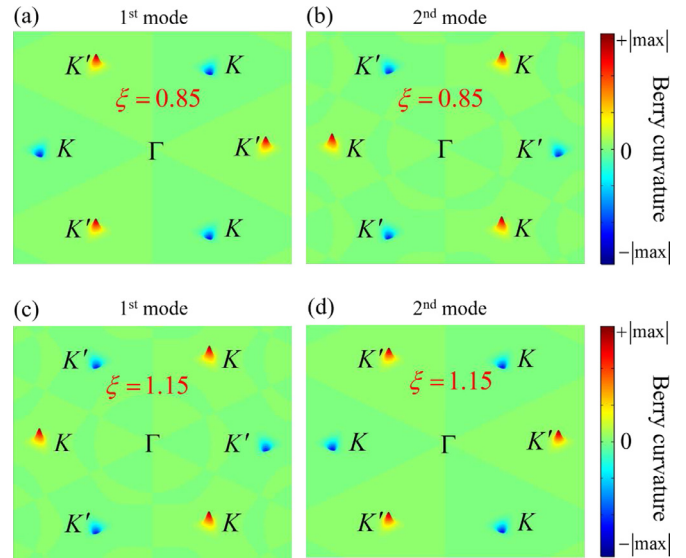 (a) 1st mode (b) 2nd mode
+|max|
K′ K K′ K
ξ = 0.85 ξ = 0.85
K Γ K′ K Γ K′
0
Berry curvature
K′ K K′ K
−|max|
(c) 1st mode (d) 2nd mode
+|max|
K′ K K′ K
ξ = 1.15 ξ = 1.15
K Γ K′ K Γ K′
0
Berry curvature
K′ K K′ K
−|max|